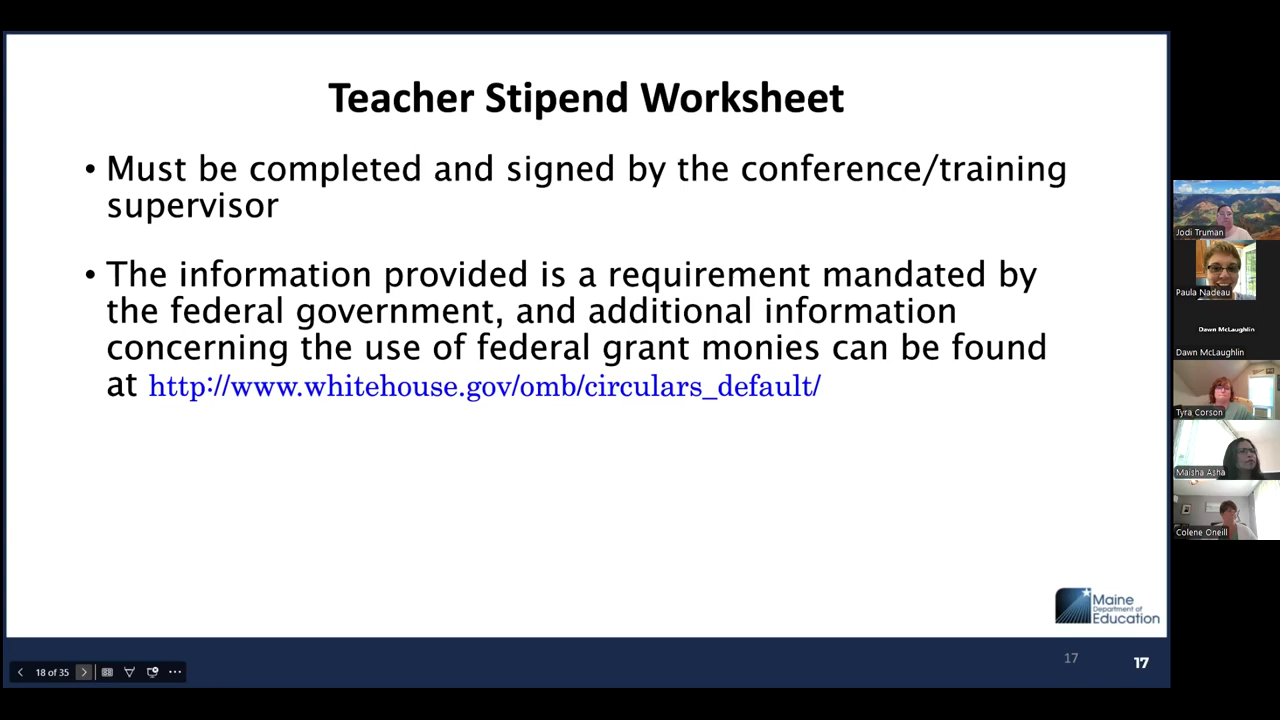 Teacher Stipend Worksheet
• Must be completed and signed by the conference/training
supervisor
• The information provided is a requirement mandated by
the federal government, and additional information
concerning the use of federal grant monies can be found
at http://www.whitehouse.gov/omb/circulars_default/
Maine
Department of
Education
17
17
18 of 35
Jodi Truman
Paula Nadeau
Dawn McLaughlin
Dawn McLaughlin
Tyra Corson
Maisha Asha
Colene Oneill